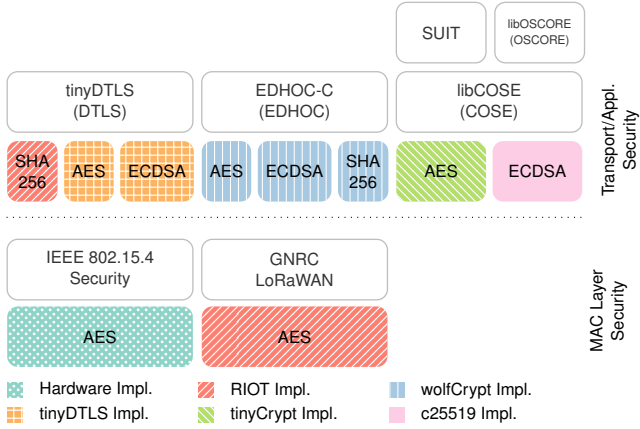 SUIT
libOSCORE
(OSCORE)
tinyDTLS
(DTLS)
EDHOC-C
(EDHOC)
libCOSE
(COSE)
SHA
256
AES
ECDSA
AES
ECDSA
SHA
256
AES
ECDSA
Transport/Appl.
Security
IEEE 802.15.4
Security
GNRC
LoRaWAN
AES
AES
MAC Layer
Security
Hardware Impl.
RIOT Impl.
wolfCrypt Impl.
tinyDTLS Impl.
tinyCrypt Impl.
c25519 Impl.